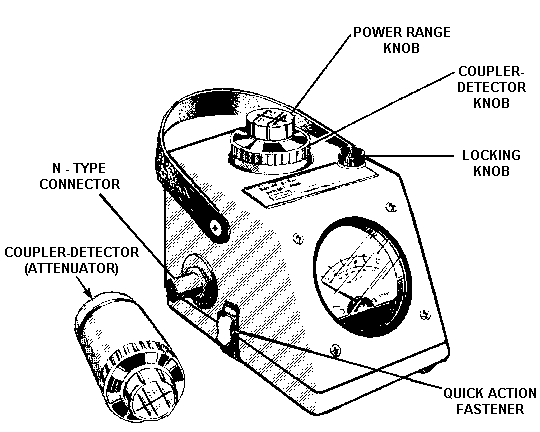 POWER RANGE
KNOB
COUPLER-
DETECTOR
KNOB
N - TYPE
CONNECTOR
LOCKING
KNOB
COUPLER-DETECTOR
(ATTENUATOR)
QUICK ACTION
FASTENER